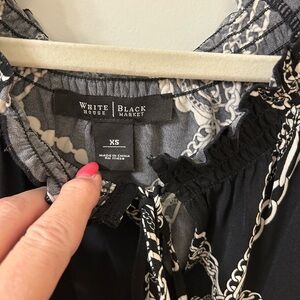 WHITE BLACK
HOUSE MARKET
XS
MADE IN CHINA